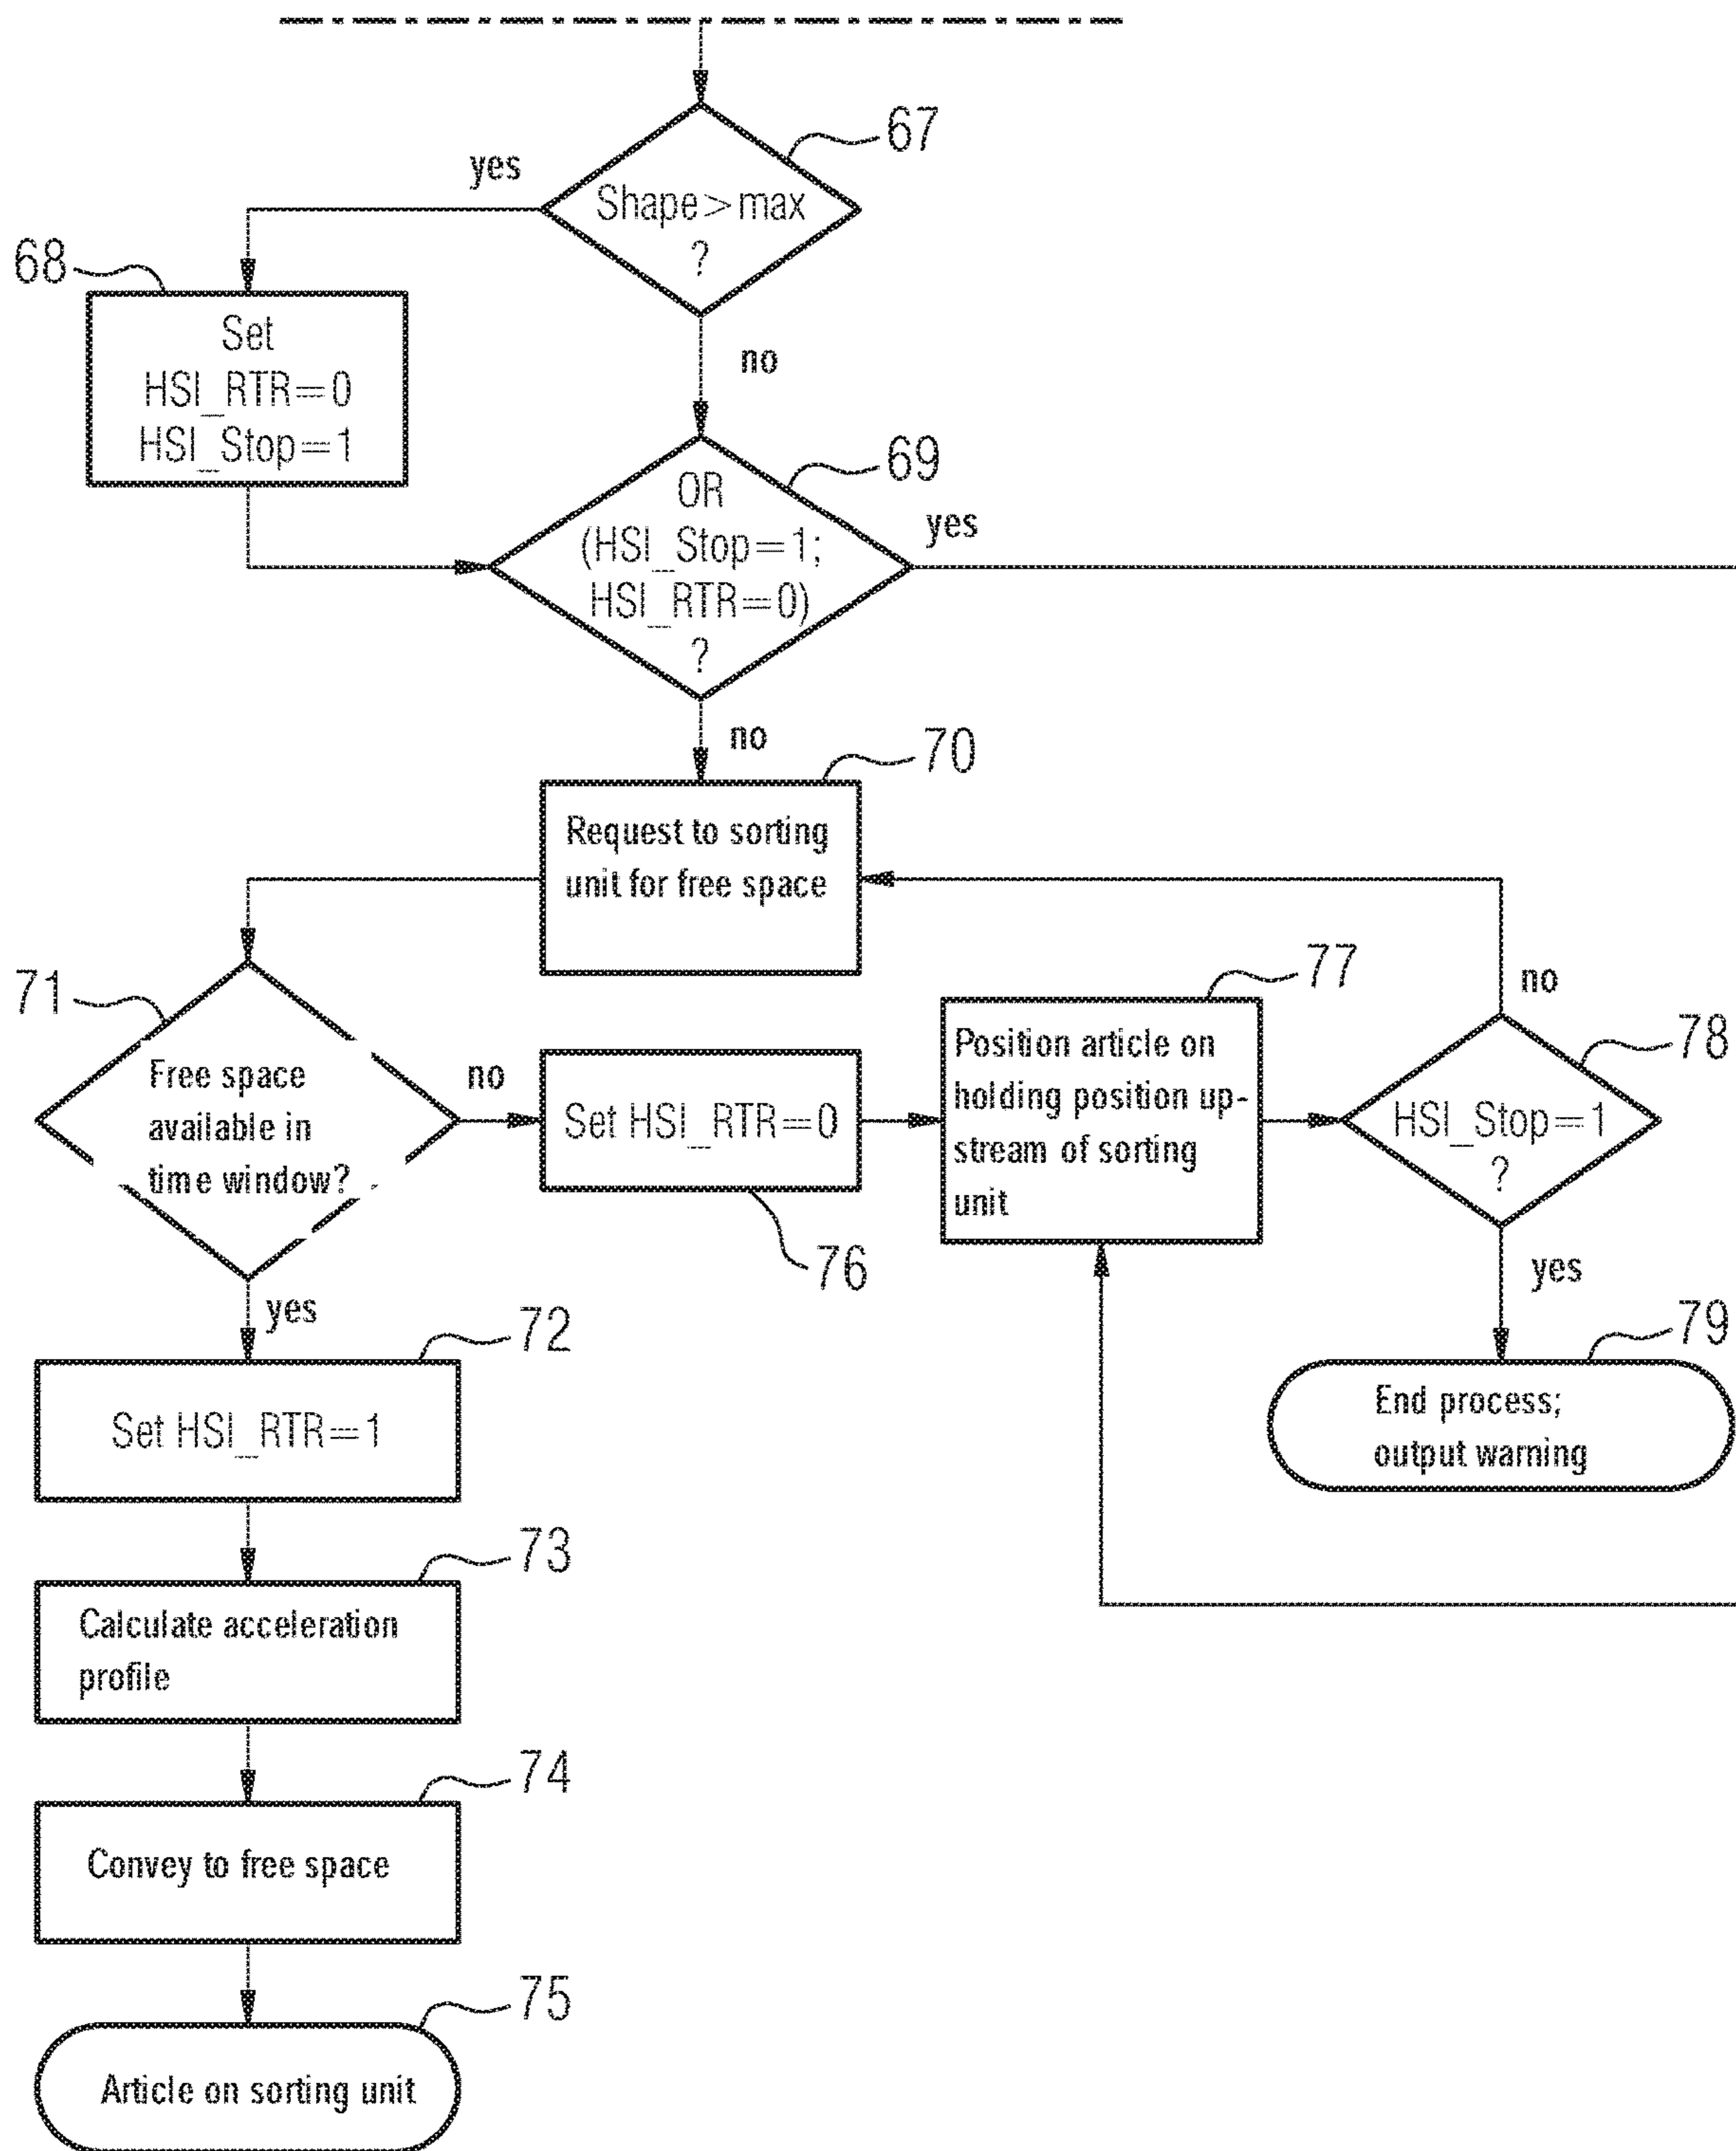 67
yes
Shape>max
?
68
Set
HSI_RTR=0
HSI_Stop=1
no
69
OR
(HSI_Stop=1;
HSI_RTR=0)
?
yes
no
70
Request to sorting
unit for free space
71
Free space
available in
time window?
no
Set HSI_RTR=0
76
77
Position article on
holding position up-
stream of sorting
unit
no
78
HSI_Stop=1
?
yes
79
End process;
output warning
yes
72
Set HSI_RTR=1
73
Calculate acceleration
profile
74
Convey to free space
75
Article on sorting unit